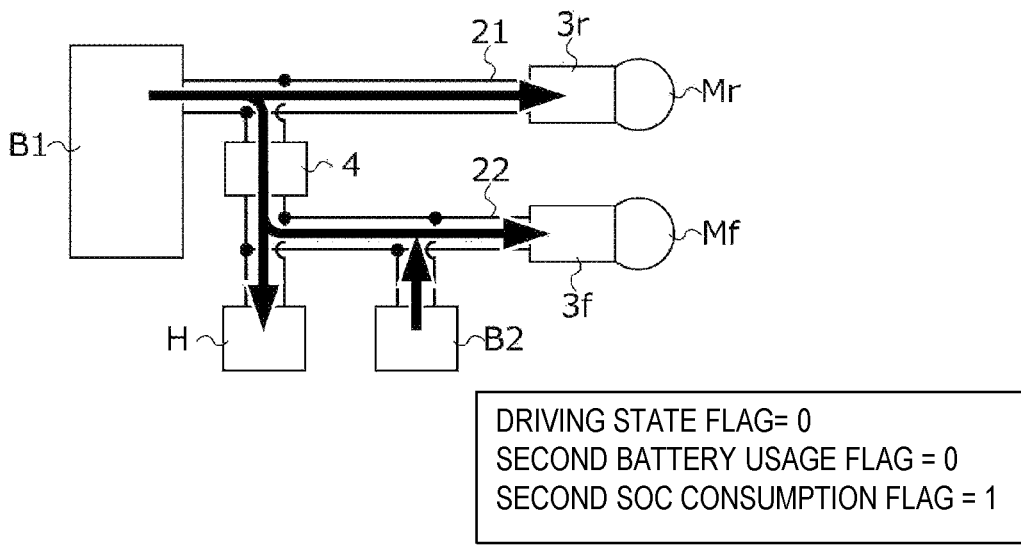 21
3r
Mr
B1
4
22
Mf
3f
H
B2
DRIVING STATE FLAG= 0
SECOND BATTERY USAGE FLAG = 0
SECOND SOC CONSUMPTION FLAG = 1